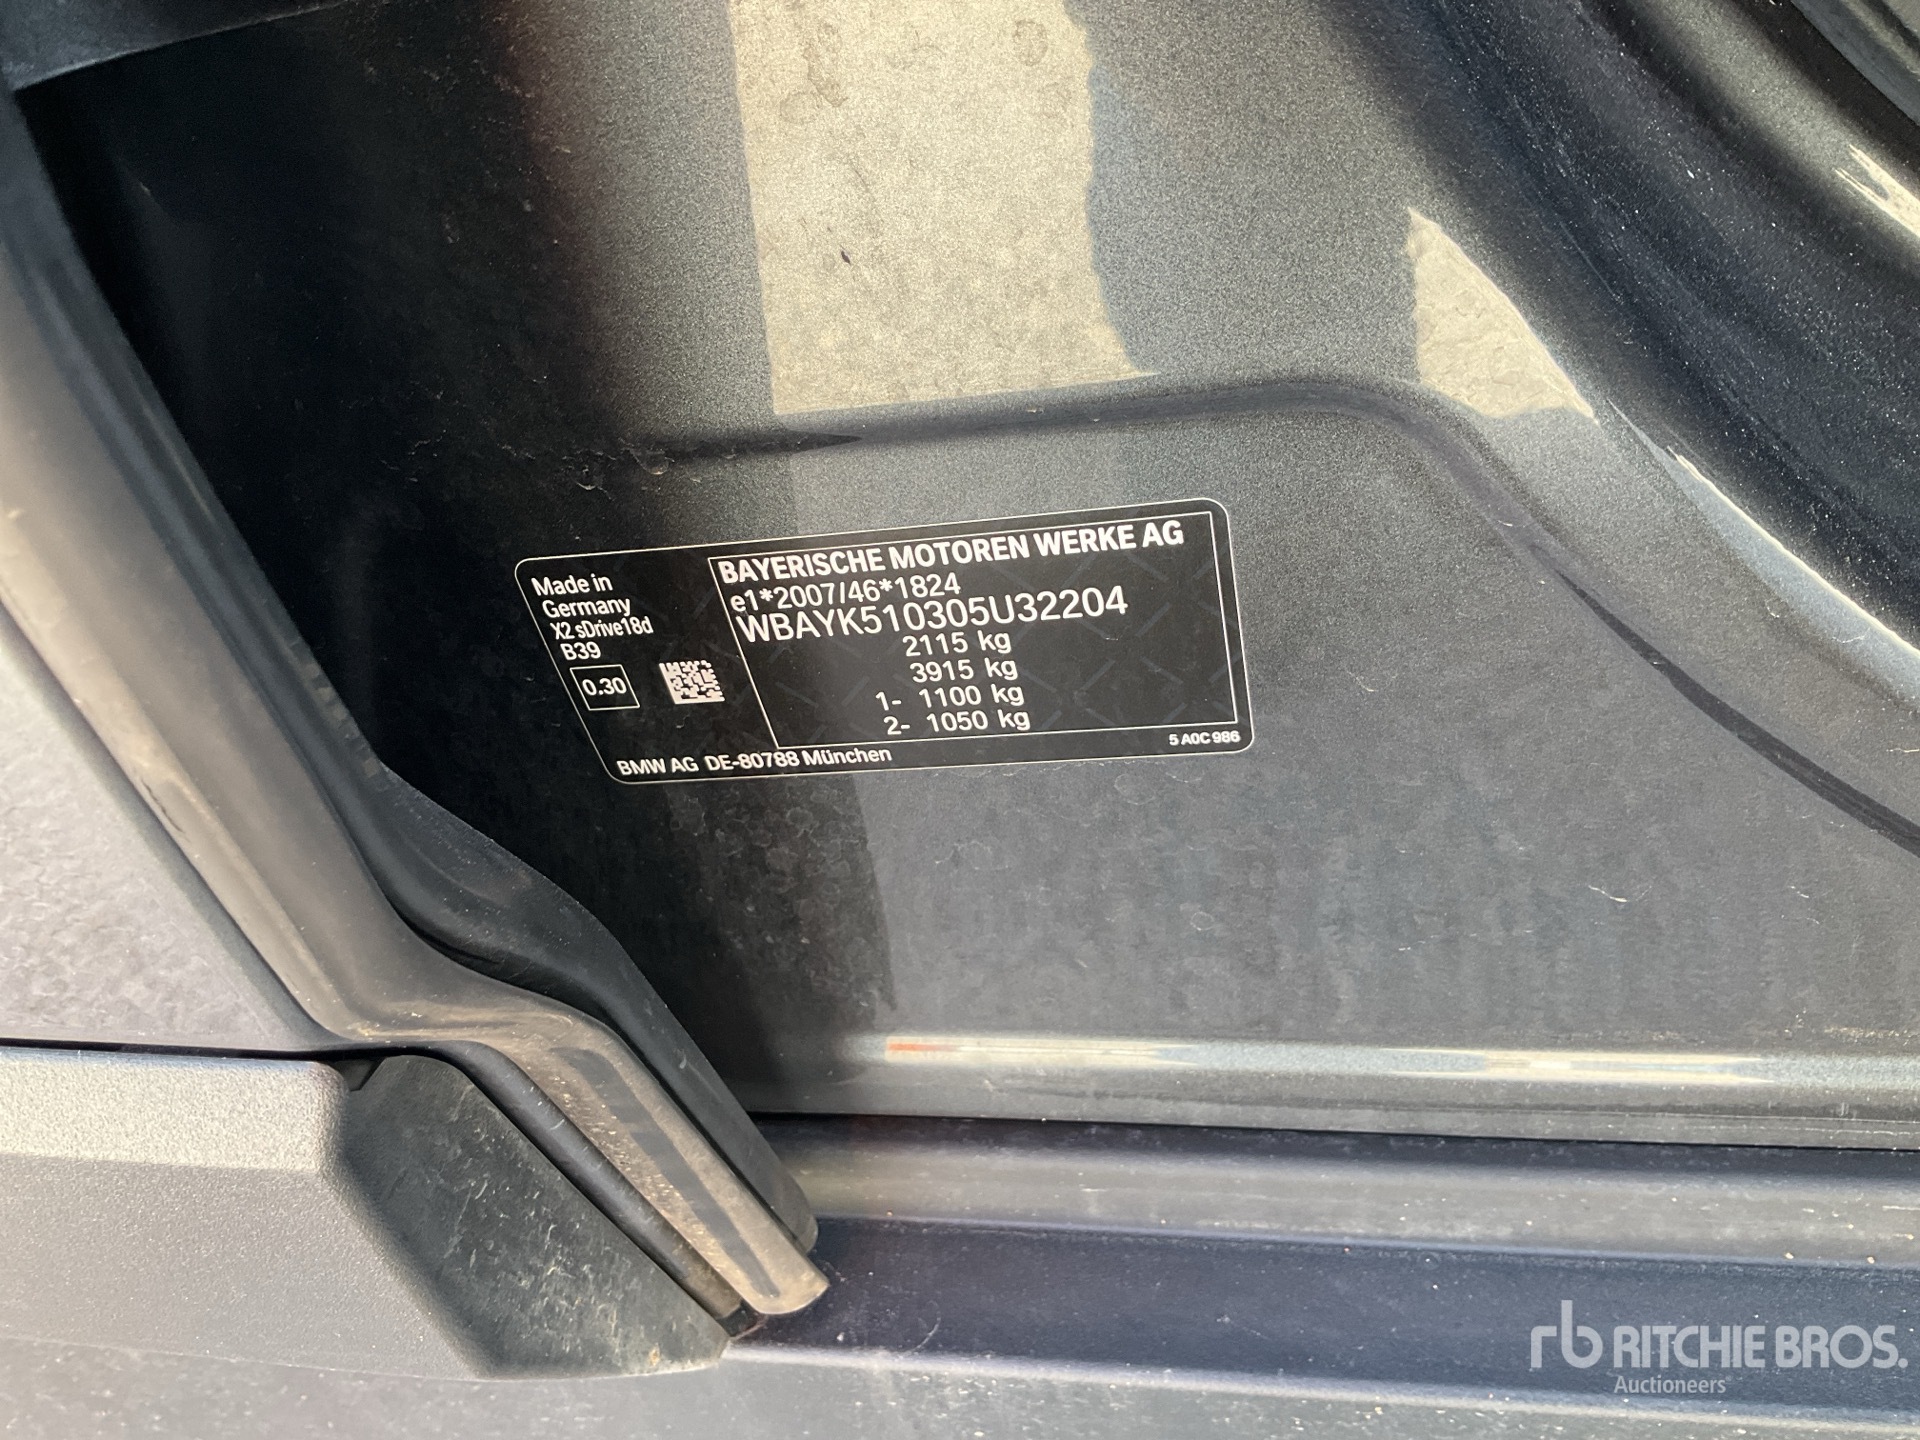 Made in
Germany
X2 sDrive18d
B39
0.30
BAYERISCHE MOTOREN WERKE AG
e1*2007/46*1824
WBAYK510305U32204
2115 kg
3915 kg
1- 1100 kg
2- 1050 kg
BMW AG DE-80788 München
5 A0C 986
rb RITCHIE BROS.
Auctioneers